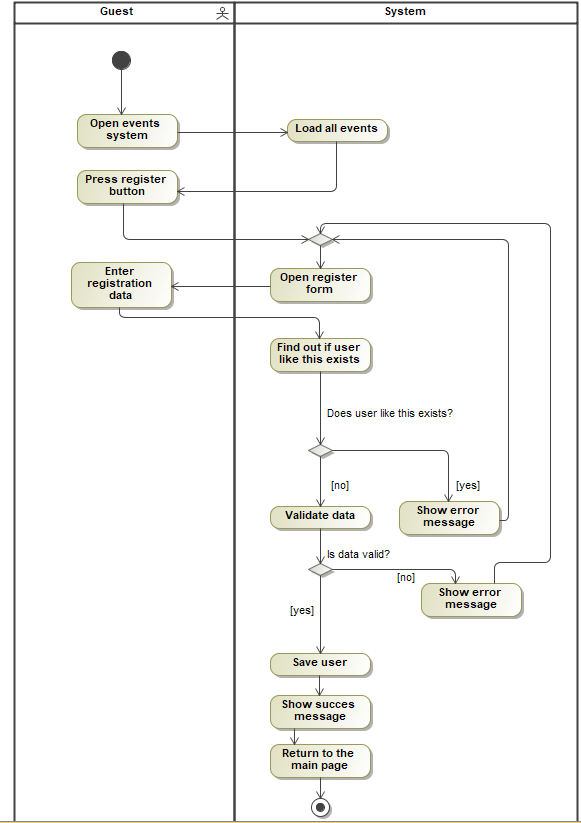 Guest
System
Open events
system
Load all events
Press register
button
Enter
registration
data
Open register
form
Find out if user
like this exists
Does user like this exists?
[no]
[yes]
Validate data
Show error
message
Is data valid?
[no]
Show error
message
[yes]
Save user
Show succes
message
Return to the
main page